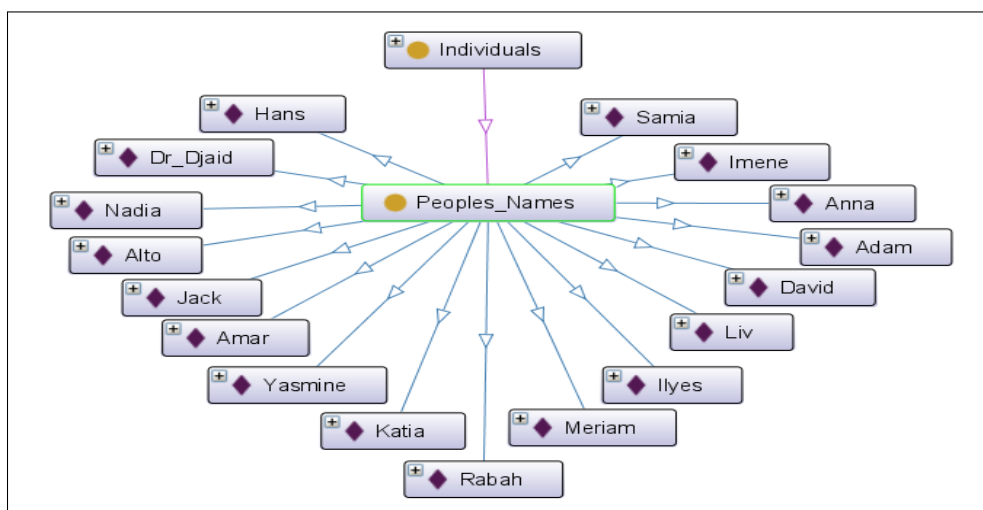 Individuals
Hans
Samia
Dr_Djaid
Imene
Peoples_Names
Nadia
Anna
Alto
Adam
Jack
David
Amar
Liv
Yasmine
Ilyes
Katia
Meriam
Rabah